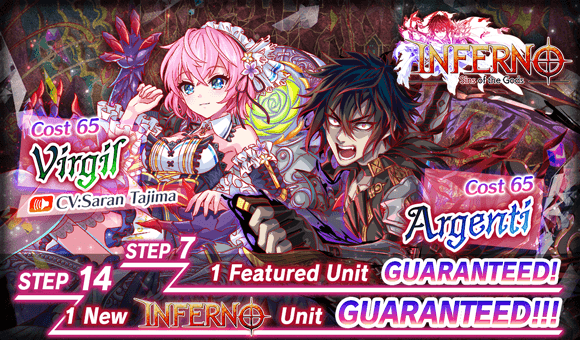 INFERNO
Sins of the Gods
Cost 65
Virgil
CV:Saran Tajima
Cost 65
Argenti
STEP 7
1 Featured Unit GUARANTEED!
STEP 14
1 New INFERNO Unit GUARANTEED!!!